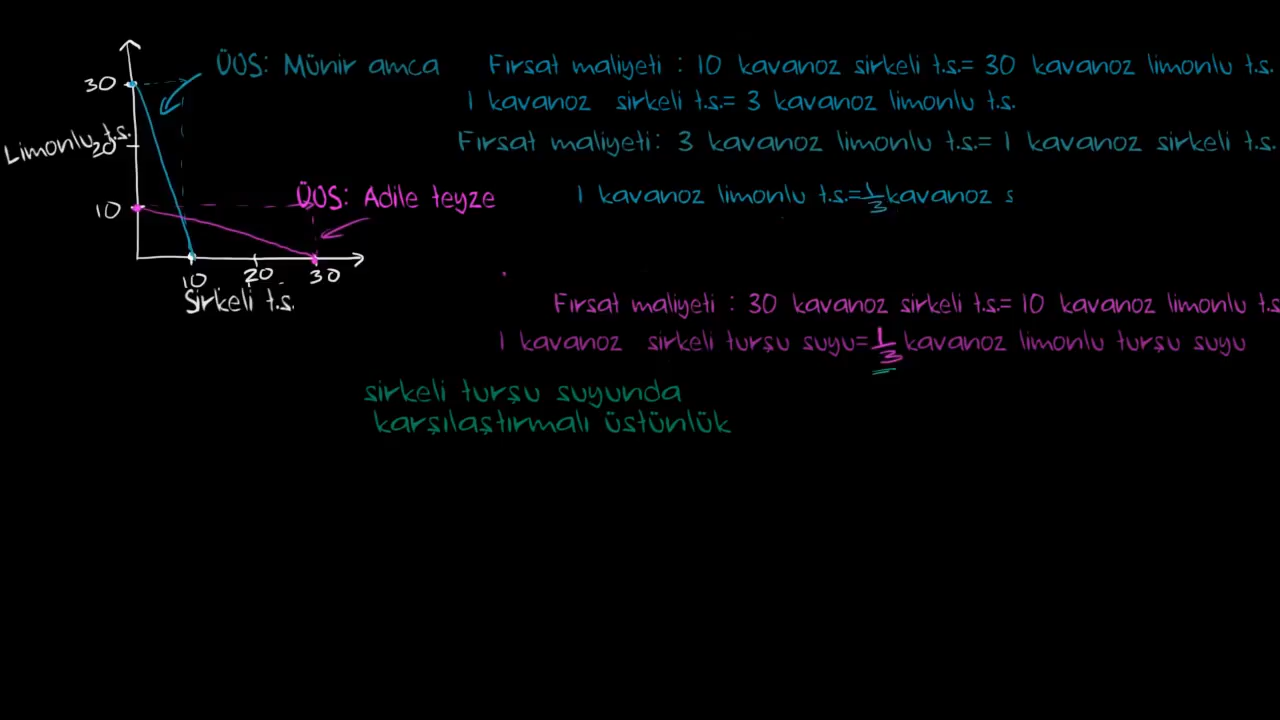 ÜOS: Münir amca
Fırsat maliyeti : 10 kavanoz sirkeli t.s.= 30 kavanoz limonlu t.s.
1 kavanoz sirkeli t.s.= 3 kavanoz limonlu t.s.
Fırsat maliyeti: 3 kavanoz limonlu t.s.= 1 kavanoz sirkeli t.s.
1 kavanoz limonlu t.s.=1/3 kavanoz s
30
Limonlu t.s.
20
10
ÜOS: Adile teyze
10 20 30
Sirkeli t.s.
Fırsat maliyeti : 30 kavanoz sirkeli t.s.= 10 kavanoz limonlu t.s
1 kavanoz sirkeli turşu suyu=1/3 kavanoz limonlu turşu suyu
sirkeli turşu suyunda
karşılaştırmalı üstünlük